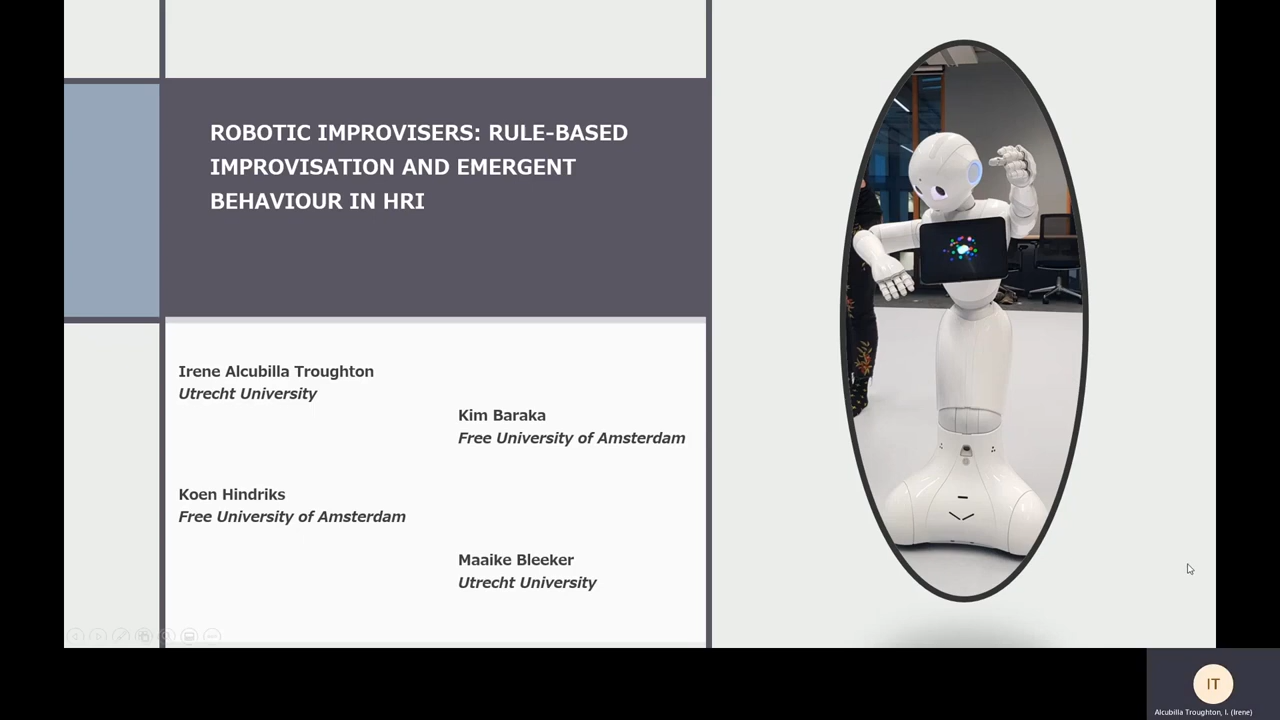 ROBOTIC IMPROVISERS: RULE-BASED
IMPROVISATION AND EMERGENT
BEHAVIOUR IN HRI
Irene Alcubilla Troughton
Utrecht University
Kim Baraka
Free University of Amsterdam
Koen Hindriks
Free University of Amsterdam
Maaike Bleeker
Utrecht University
IT
Alcubilla Troughton, I. (Irene)